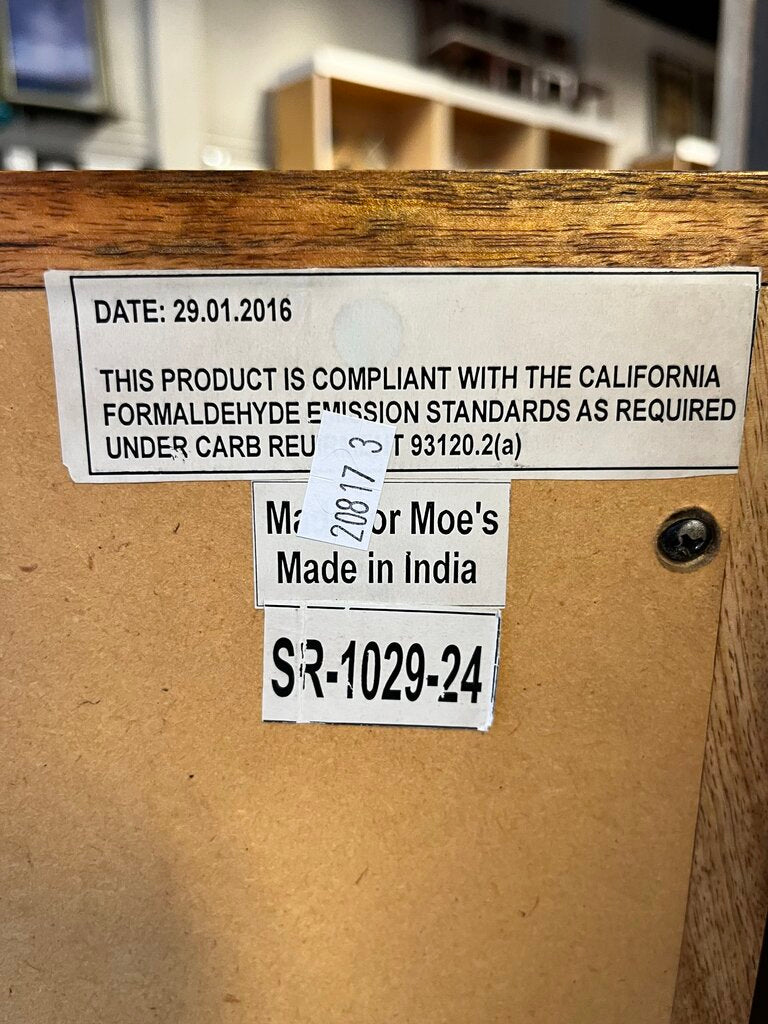 DATE: 29.01.2016
THIS PRODUCT IS COMPLIANT WITH THE CALIFORNIA
FORMALDEHYDE EMISSION STANDARDS AS REQUIRED
UNDER CARB 93120.2(a)
20817 3
Moe's
Made in India
SR-1029-24